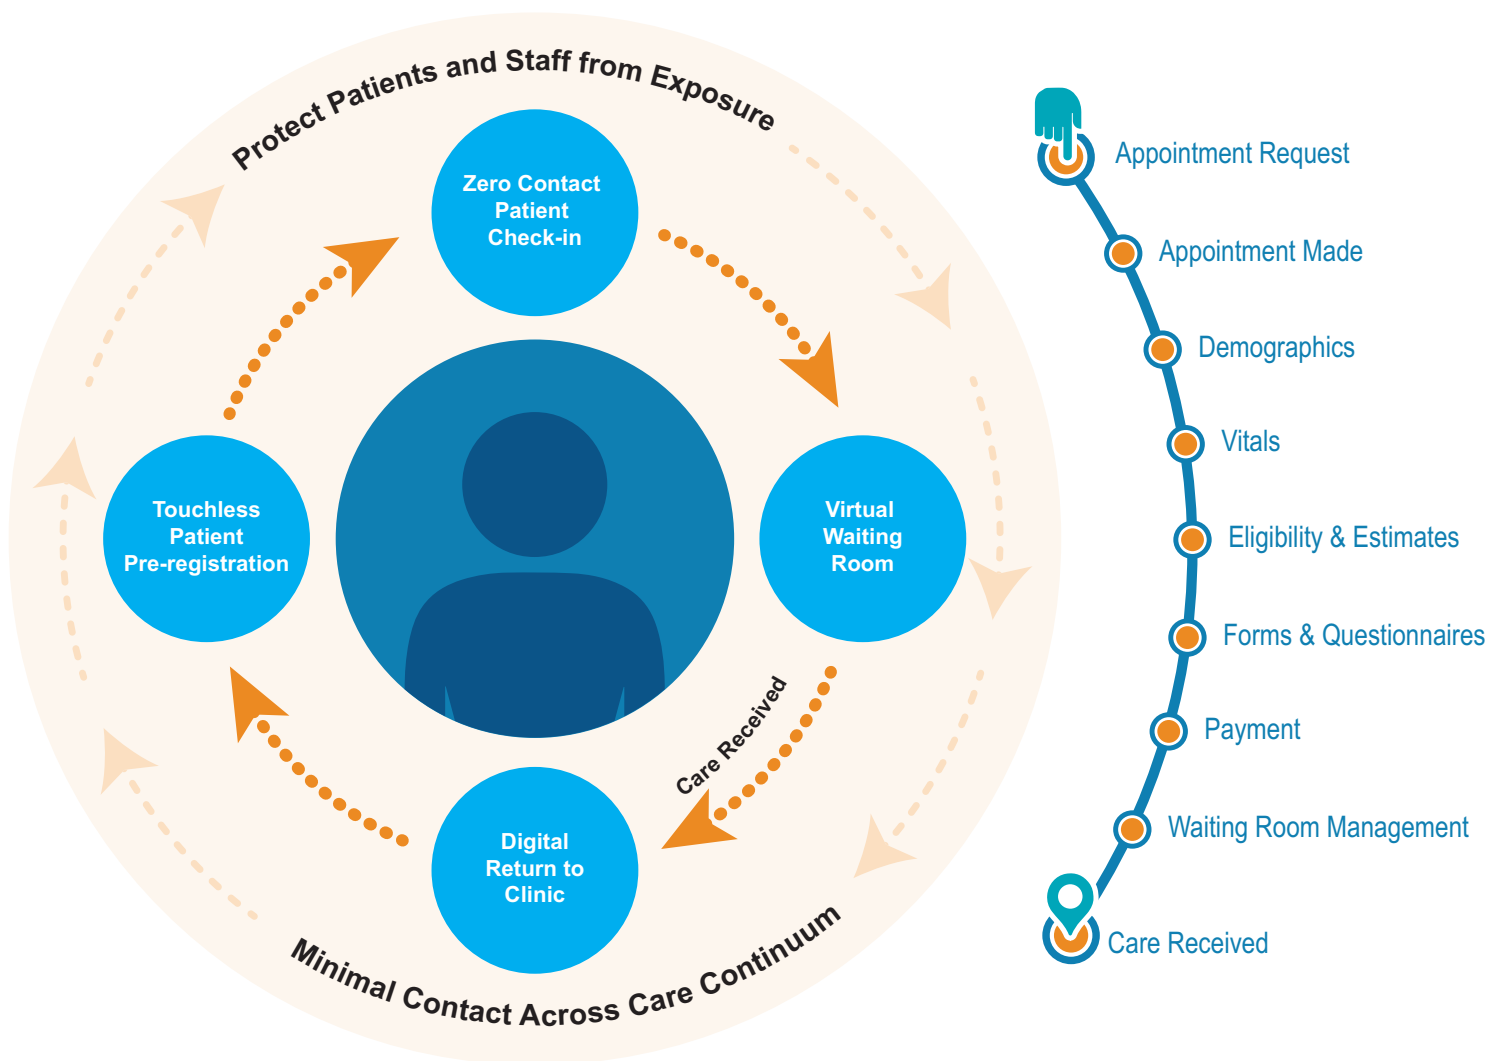 Protect Patients and Staff from Exposure
Zero Contact
Patient
Check-in
Touchless
Patient
Pre-registration
Virtual
Waiting
Room
Care Received
Digital
Return to
Clinic
Minimal Contact Across Care Continuum
Appointment Request
Appointment Made
Demographics
Vitals
Eligibility & Estimates
Forms & Questionnaires
Payment
Waiting Room Management
Care Received